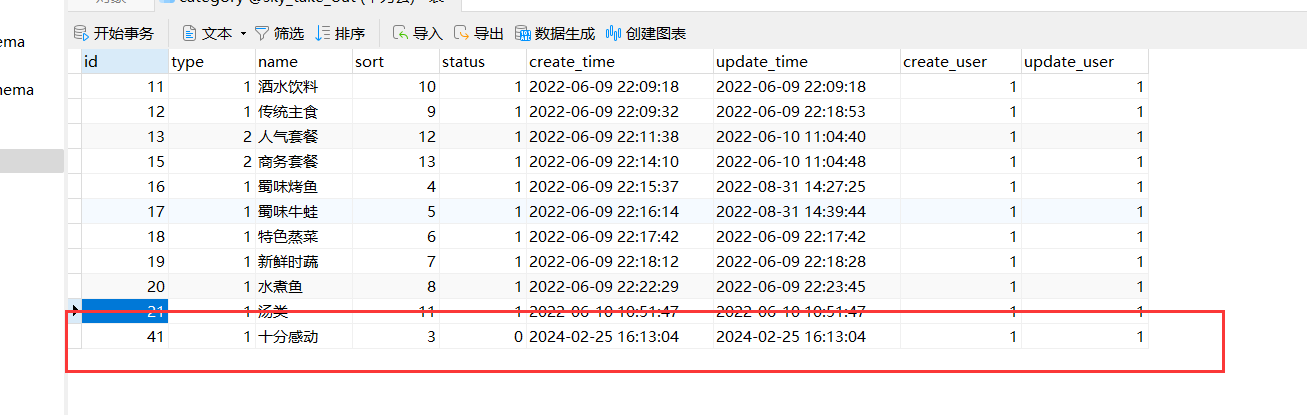 开始事务 文本 筛选 排序 导入 导出 数据生成 创建图表
id type name sort status create_time update_time create_user update_user
11 1 酒水饮料 10 1 2022-06-09 22:09:18 2022-06-09 22:09:18 1 1
12 1 传统主食 9 1 2022-06-09 22:09:32 2022-06-09 22:18:53 1 1
13 2 人气套餐 12 1 2022-06-09 22:11:38 2022-06-10 11:04:40 1 1
15 2 商务套餐 13 1 2022-06-09 22:14:10 2022-06-10 11:04:48 1 1
16 1 蜀味烤鱼 4 1 2022-06-09 22:15:37 2022-08-31 14:27:25 1 1
17 1 蜀味牛蛙 5 1 2022-06-09 22:16:14 2022-08-31 14:39:44 1 1
18 1 特色蒸菜 6 1 2022-06-09 22:17:42 2022-06-09 22:17:42 1 1
19 1 新鲜时蔬 7 1 2022-06-09 22:18:12 2022-06-09 22:18:28 1 1
20 1 水煮鱼 8 1 2022-06-09 22:22:29 2022-06-09 22:23:45 1 1
21 1 汤类 11 1 2022-06-10 10:51:47 2022-06-10 10:51:47 1 1
41 1 十分感动 3 0 2024-02-25 16:13:04 2024-02-25 16:13:04 1 1